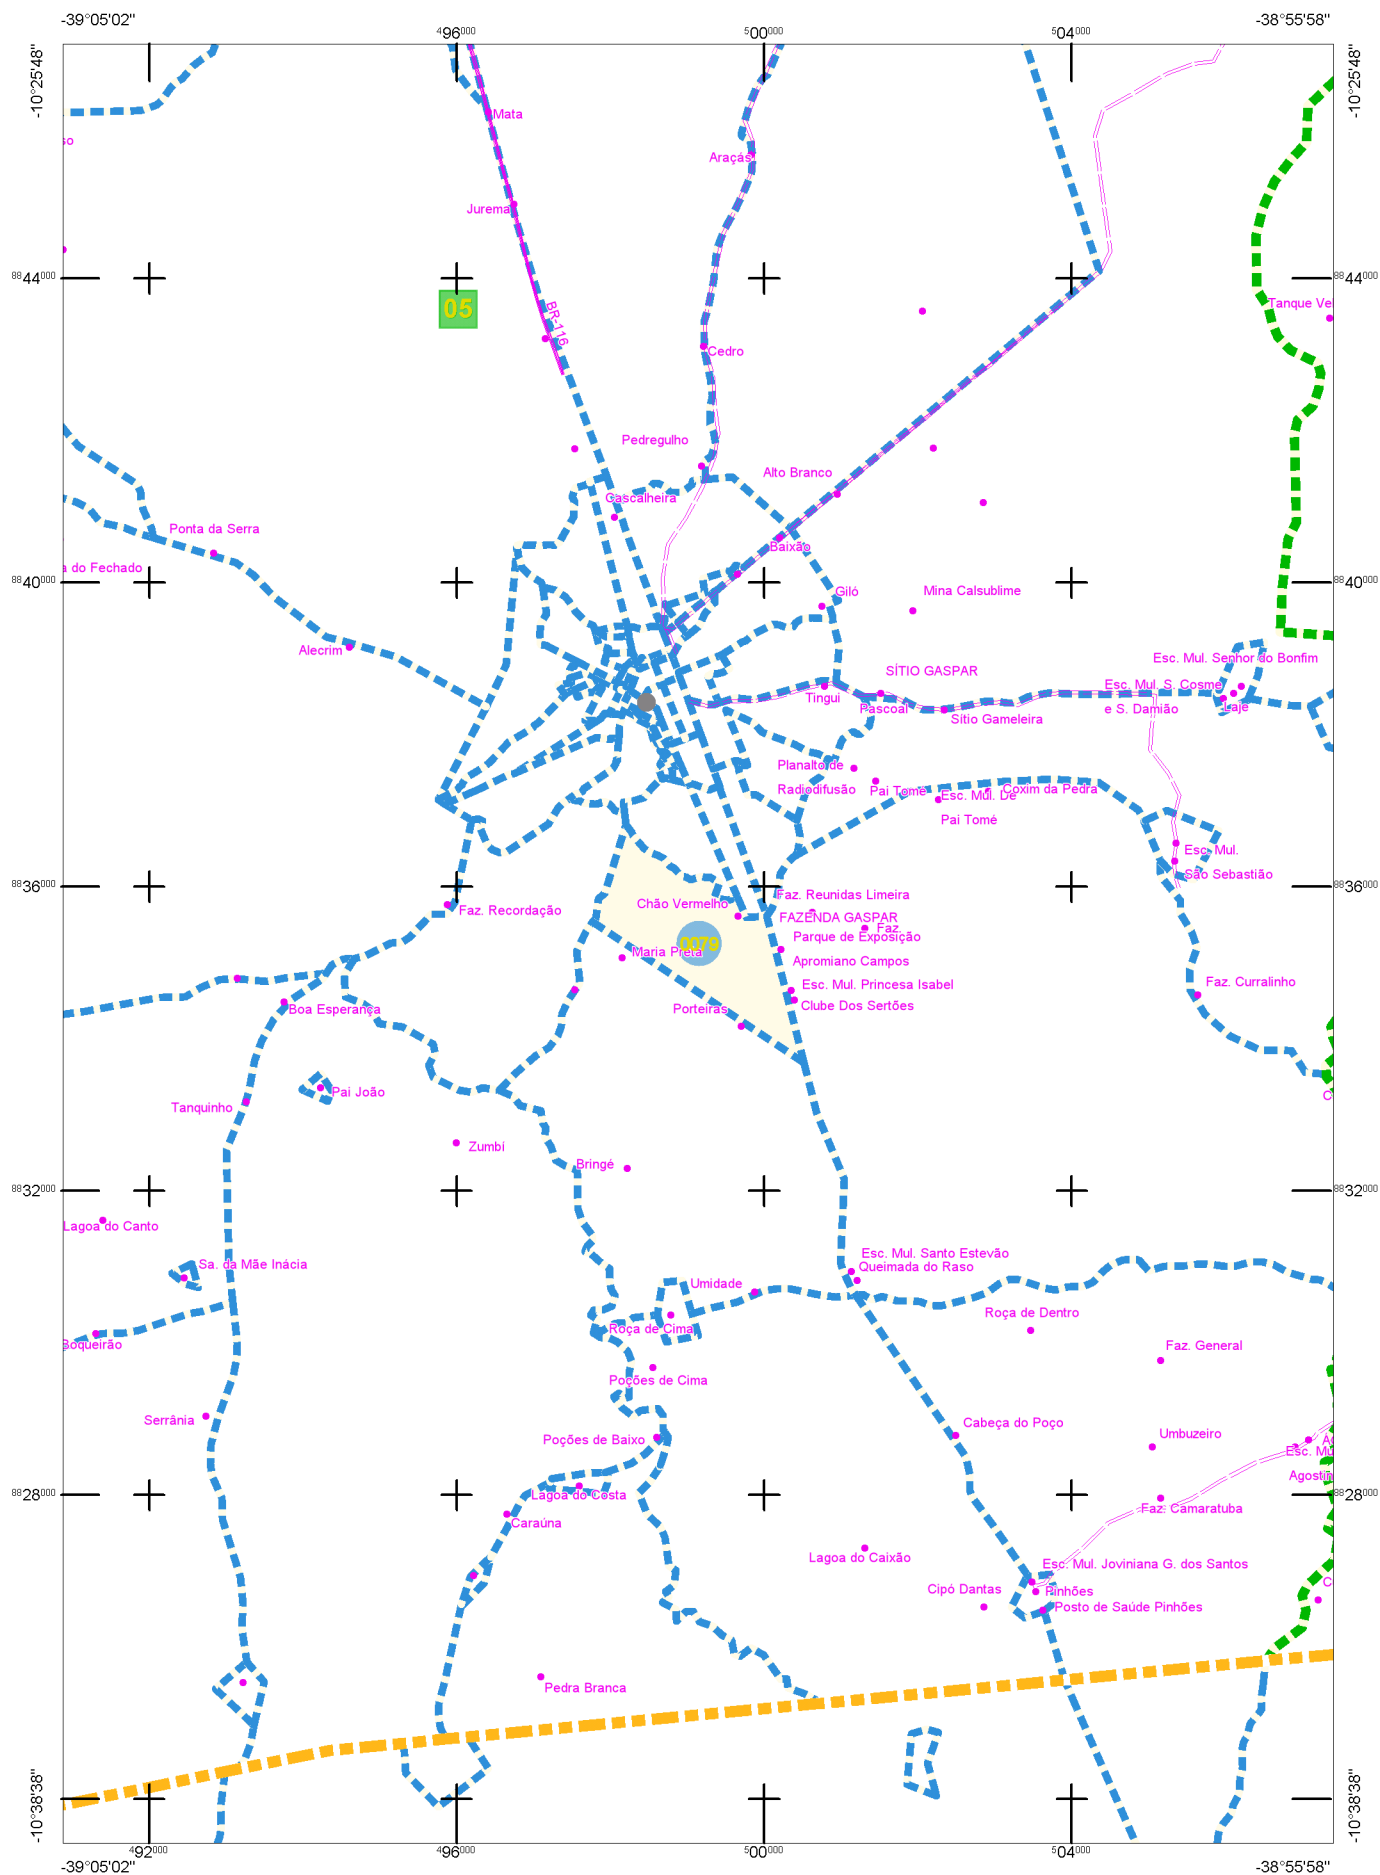 -39°05'02"
-38°55'58"
496000
500000
504000
-10°25'48"
-10°25'48"
Mata
so
Araçás
Jurema
8844000
8844000
05
BR-116
Tanque Vel
Cedro
Pedregulho
Alto Branco
Cascalheira
Ponta da Serra
Baixão
a do Fechado
8840000
8840000
Giló
Mina Calsublime
Alecrim
Esc. Mul. Senhor do Bonfim
SÍTIO GASPAR
Esc. Mul. S. Cosme
e S. Damião
Tingui
Pascoal
Laje
Sítio Gameleira
Planalto de
Radiodifusão
Pai Tomé
Esc. Mul. De
Pai Tomé
Coxim da Pedra
Esc. Mul.
São Sebastião
8836000
8836000
Faz. Reunidas Limeira
Chão Vermelho
Faz. Recordação
FAZENDA GASPAR
Faz.
Parque de Exposição
Apromiano Campos
0079
Maria Preta
Esc. Mul. Princesa Isabel
Faz. Curralinho
Boa Esperança
Porteiras
Clube Dos Sertões
Pai João
C
Tanquinho
Zumbí
Bringé
8832000
8832000
Lagoa do Canto
Esc. Mul. Santo Estevão
Sa. da Mãe Inácia
Queimada do Raso
Umidade
Roça de Dentro
Roça de Cima
Boqueirão
Faz. General
Poções de Cima
Serrânia
Cabeça do Poço
Umbuzeiro
Poções de Baixo
Esc. Mu
Agostin
8828000
8828000
Lagoa do Costa
Faz. Camaratuba
Caraúna
Lagoa do Caixão
Esc. Mul. Joviniana G. dos Santos
Cipó Dantas
Pinhões
C
Posto de Saúde Pinhões
Pedra Branca
-10°38'38"
-10°38'38"
492000
496000
500000
504000
-39°05'02"
-38°55'58"